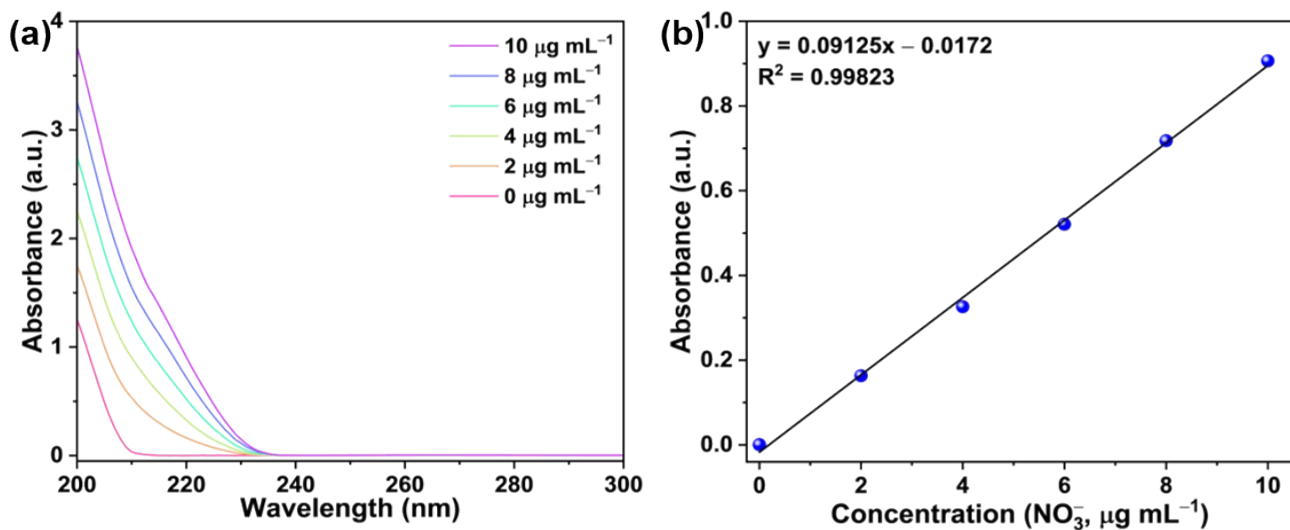 (a)
Absorbance (a.u.)
4
3
2
1
0
10 μg mL⁻¹
8 μg mL⁻¹
6 μg mL⁻¹
4 μg mL⁻¹
2 μg mL⁻¹
0 μg mL⁻¹
200 220 240 260 280 300
Wavelength (nm)
(b)
Absorbance (a.u.)
1.0
0.8
0.6
0.4
0.2
0.0
y = 0.09125x − 0.0172
R² = 0.99823
0 2 4 6 8 10
Concentration (NO₃⁻, μg mL⁻¹)